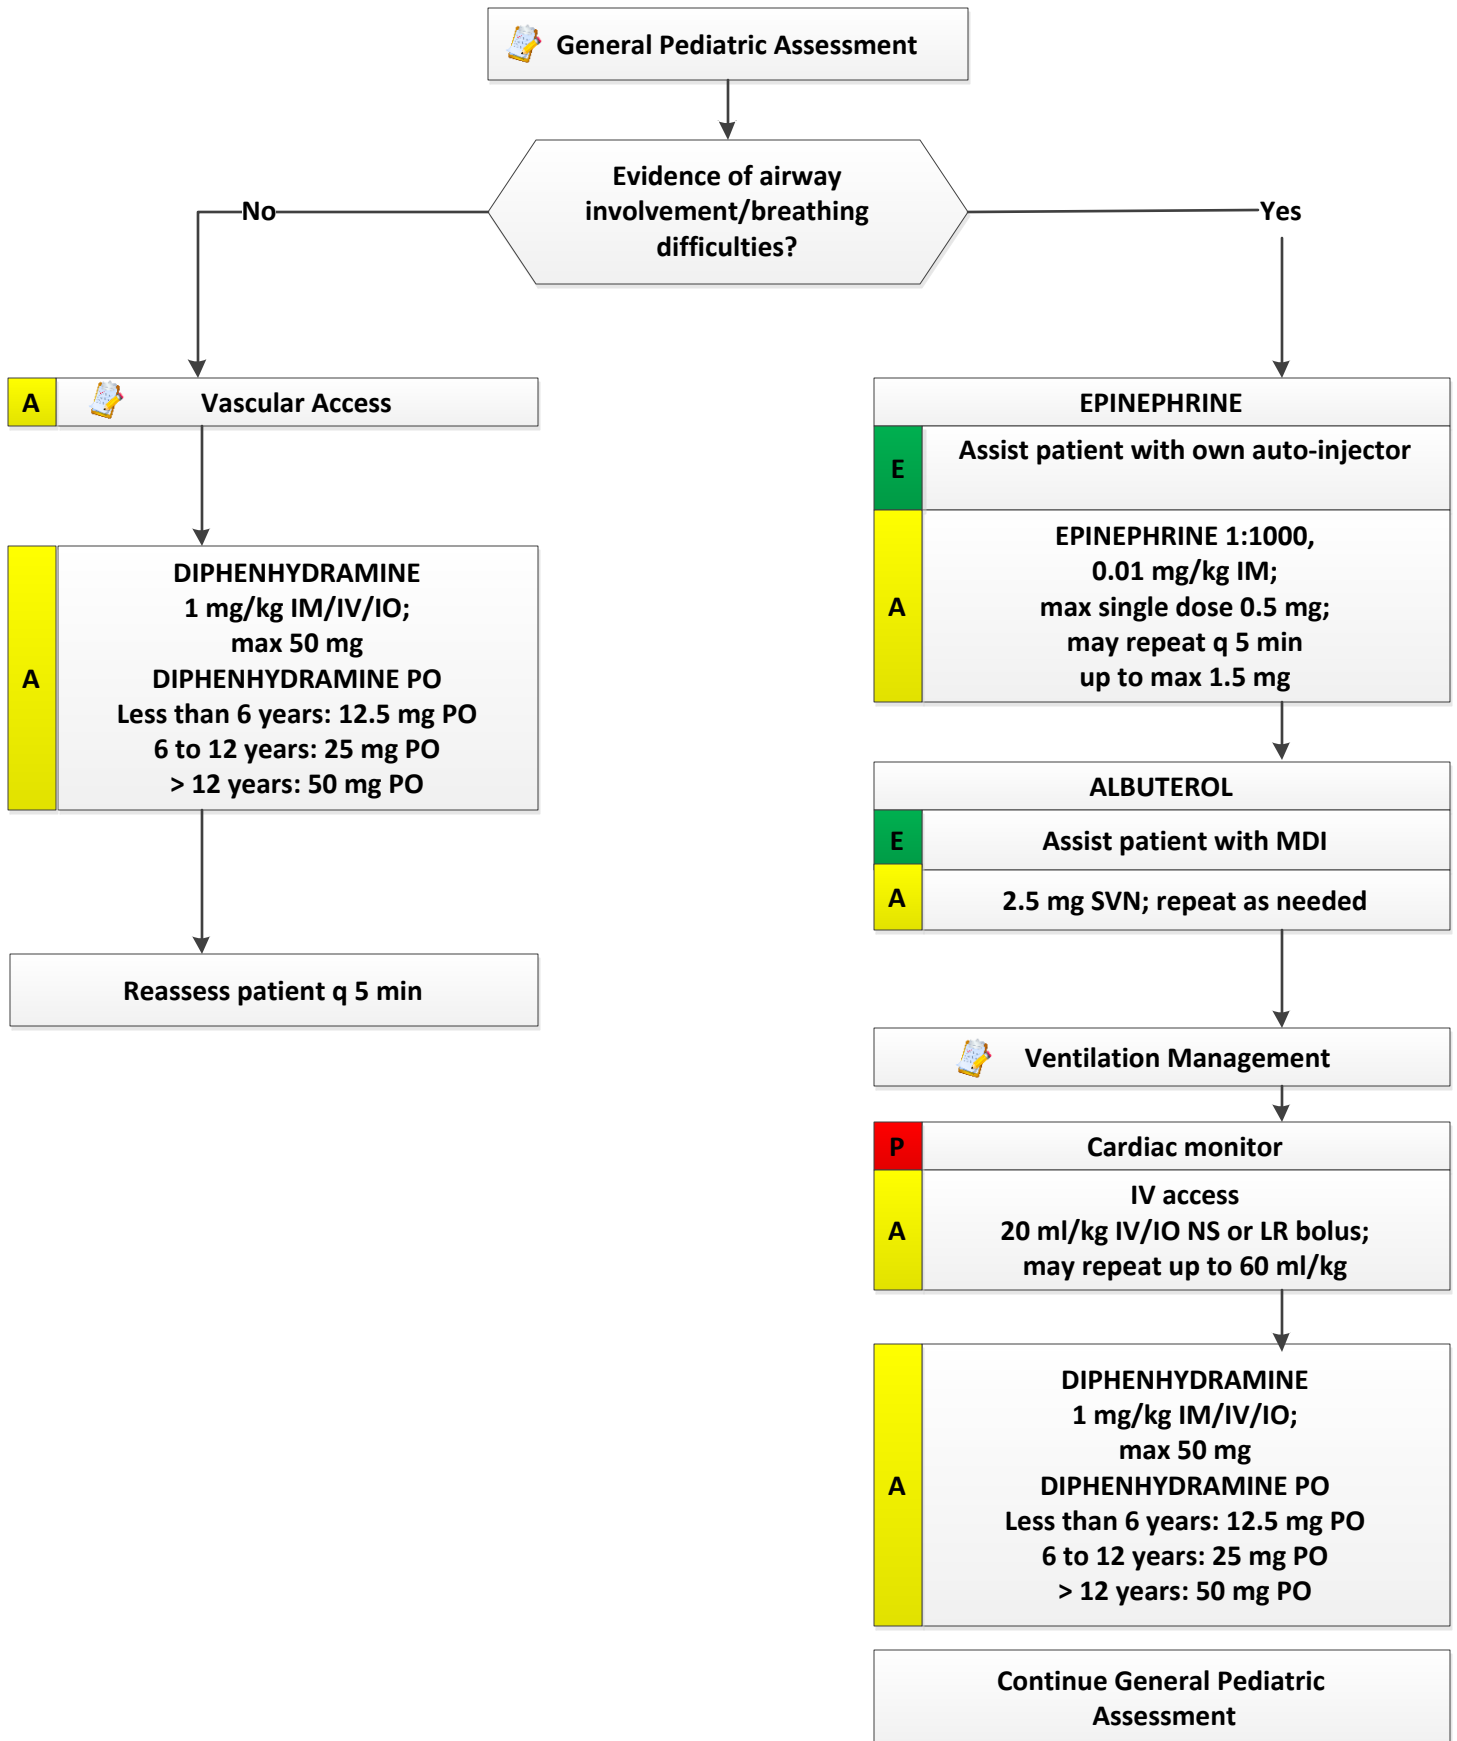 General Pediatric Assessment
Evidence of airway
involvement/breathing
difficulties?
No
Yes
A
Vascular Access
A
DIPHENHYDRAMINE
1 mg/kg IM/IV/IO;
max 50 mg
DIPHENHYDRAMINE PO
Less than 6 years: 12.5 mg PO
6 to 12 years: 25 mg PO
> 12 years: 50 mg PO
Reassess patient q 5 min
EPINEPHRINE
E
Assist patient with own auto-injector
A
EPINEPHRINE 1:1000,
0.01 mg/kg IM;
max single dose 0.5 mg;
may repeat q 5 min
up to max 1.5 mg
ALBUTEROL
E
Assist patient with MDI
A
2.5 mg SVN; repeat as needed
Ventilation Management
P
Cardiac monitor
A
IV access
20 ml/kg IV/IO NS or LR bolus;
may repeat up to 60 ml/kg
A
DIPHENHYDRAMINE
1 mg/kg IM/IV/IO;
max 50 mg
DIPHENHYDRAMINE PO
Less than 6 years: 12.5 mg PO
6 to 12 years: 25 mg PO
> 12 years: 50 mg PO
Continue General Pediatric
Assessment